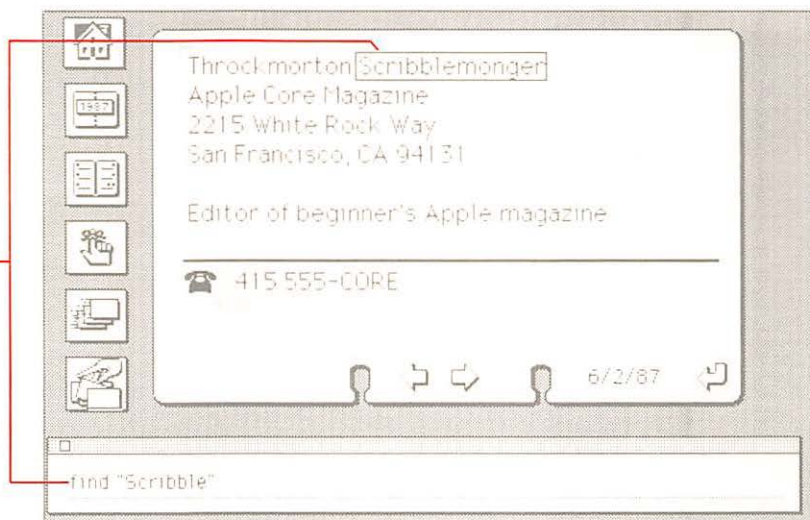 1987
Throckmorton Scribblemonger
Apple Core Magazine
2215 White Rock Way
San Francisco, CA 94131
Editor of beginner's Apple magazine
415 555-CORE
6/2/87
find "Scribble"